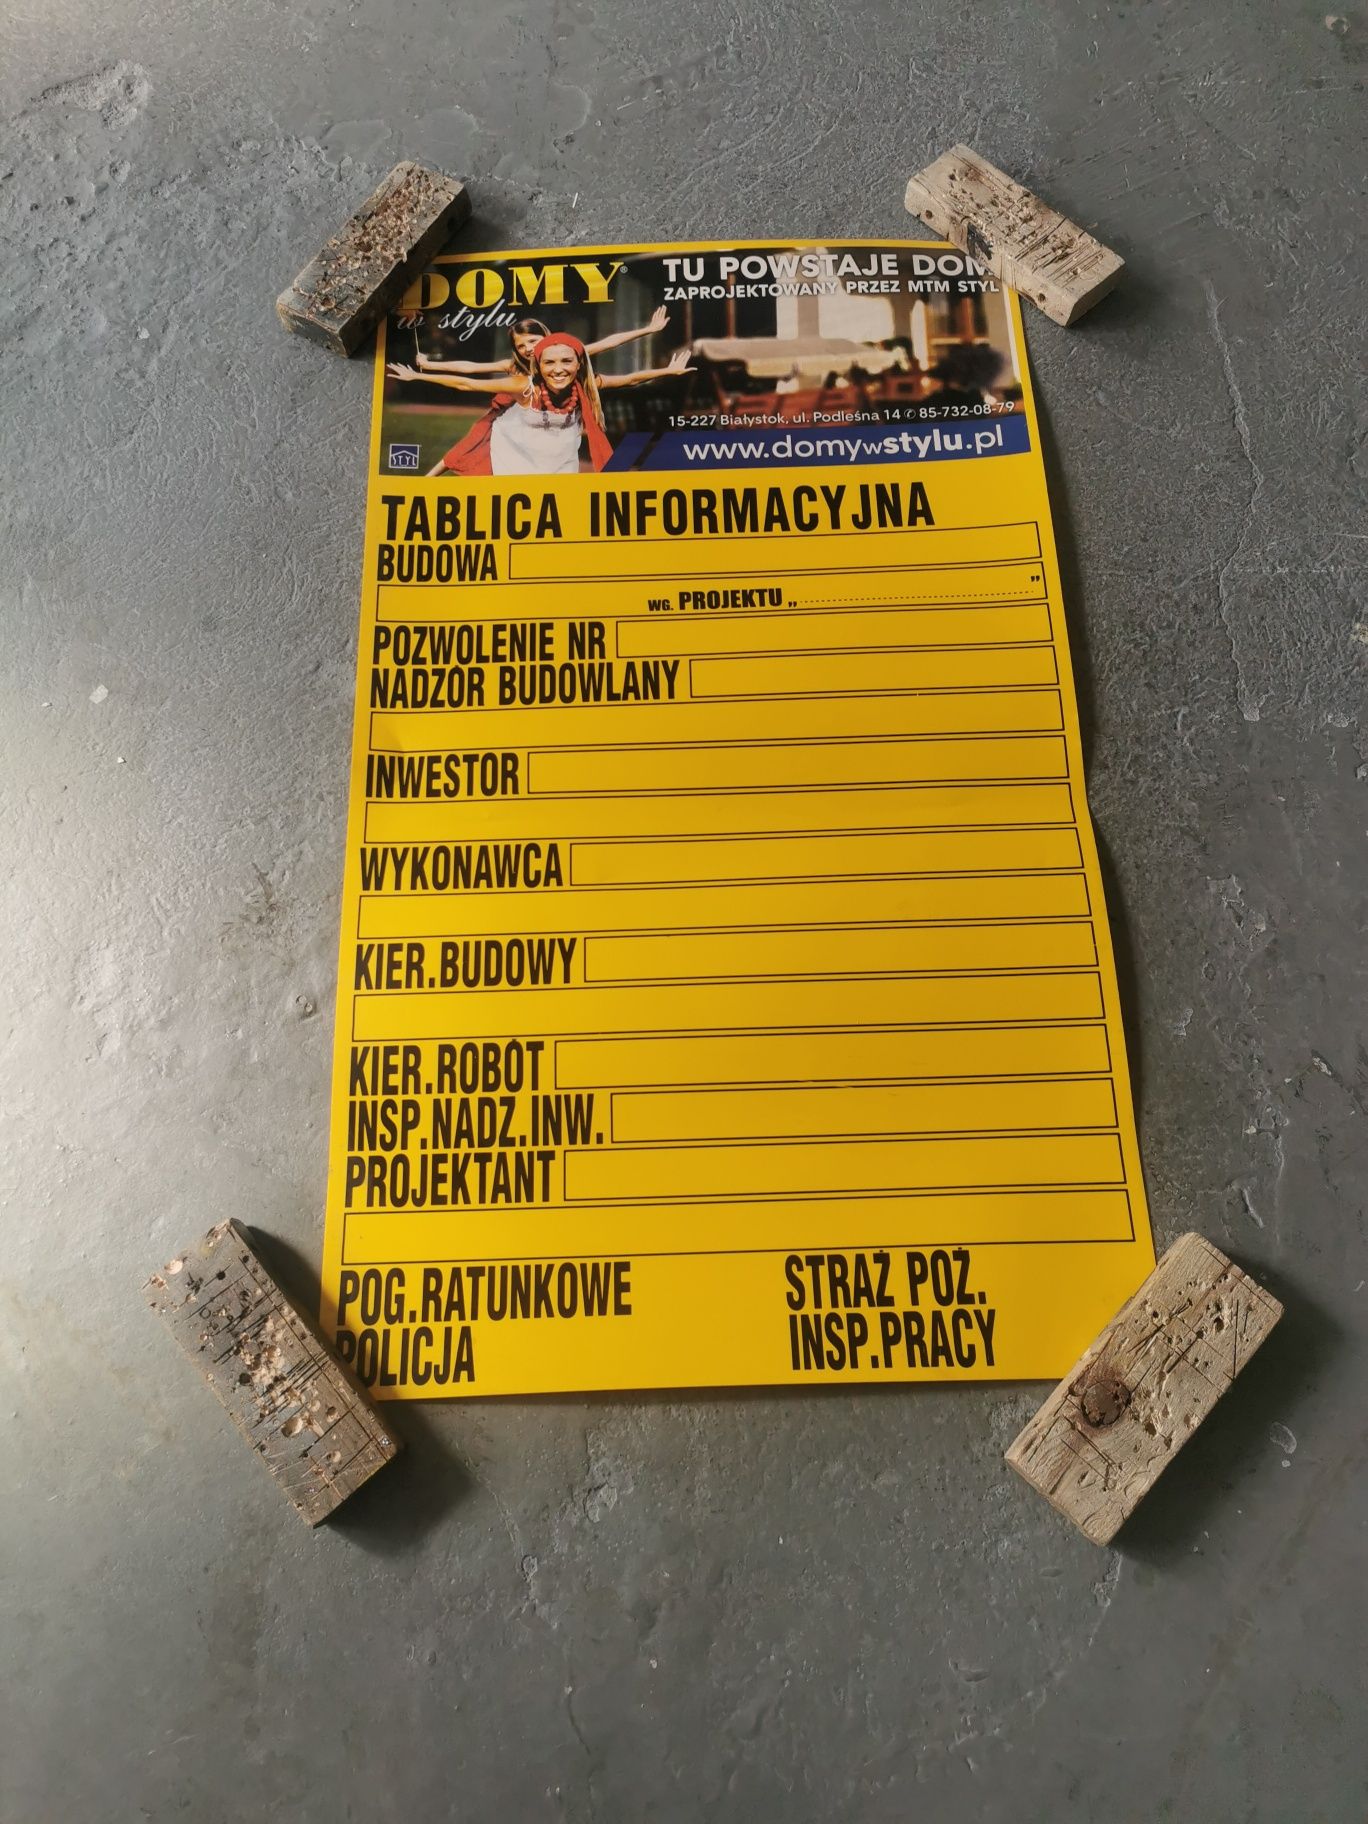 DOMY®
w stylu
TU POWSTAJE DOM
ZAPROJEKTOWANY PRZEZ MTM STYL
15-227 Białystok, ul. Podleśna 14 ✆ 85-732-08-79
www.domywstylu.pl
STYL
TABLICA INFORMACYJNA
BUDOWA
WG. PROJEKTU „..............................”
POZWOLENIE NR
NADZÓR BUDOWLANY
INWESTOR
WYKONAWCA
KIER.BUDOWY
KIER.ROBÓT
INSP.NADZ.INW.
PROJEKTANT
POG.RATUNKOWE STRAŻ POŻ.
POLICJA INSP.PRACY